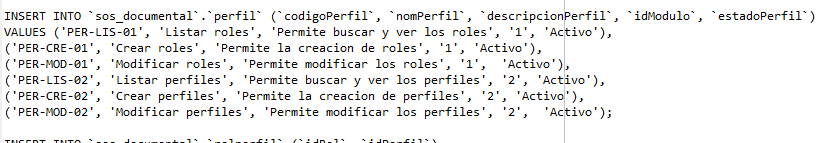 INSERT INTO `sos_documental`.`perfil` (`codigoPerfil`, `nomPerfil`, `descripcionPerfil`, `idModulo`, `estadoPerfil`)
VALUES ('PER-LIS-01', 'Listar roles', 'Permite buscar y ver los roles', '1', 'Activo'),
('PER-CRE-01', 'Crear roles', 'Permite la creacion de roles', '1', 'Activo'),
('PER-MOD-01', 'Modificar roles', 'Permite modificar los roles', '1',  'Activo'),
('PER-LIS-02', 'Listar perfiles', 'Permite buscar y ver los perfiles', '2', 'Activo'),
('PER-CRE-02', 'Crear perfiles', 'Permite la creacion de perfiles', '2', 'Activo'),
('PER-MOD-02', 'Modificar perfiles', 'Permite modificar los perfiles', '2',  'Activo');
INSERT INTO `sos_documental`.`rolperfil` (`idRol`, `idPerfil`)